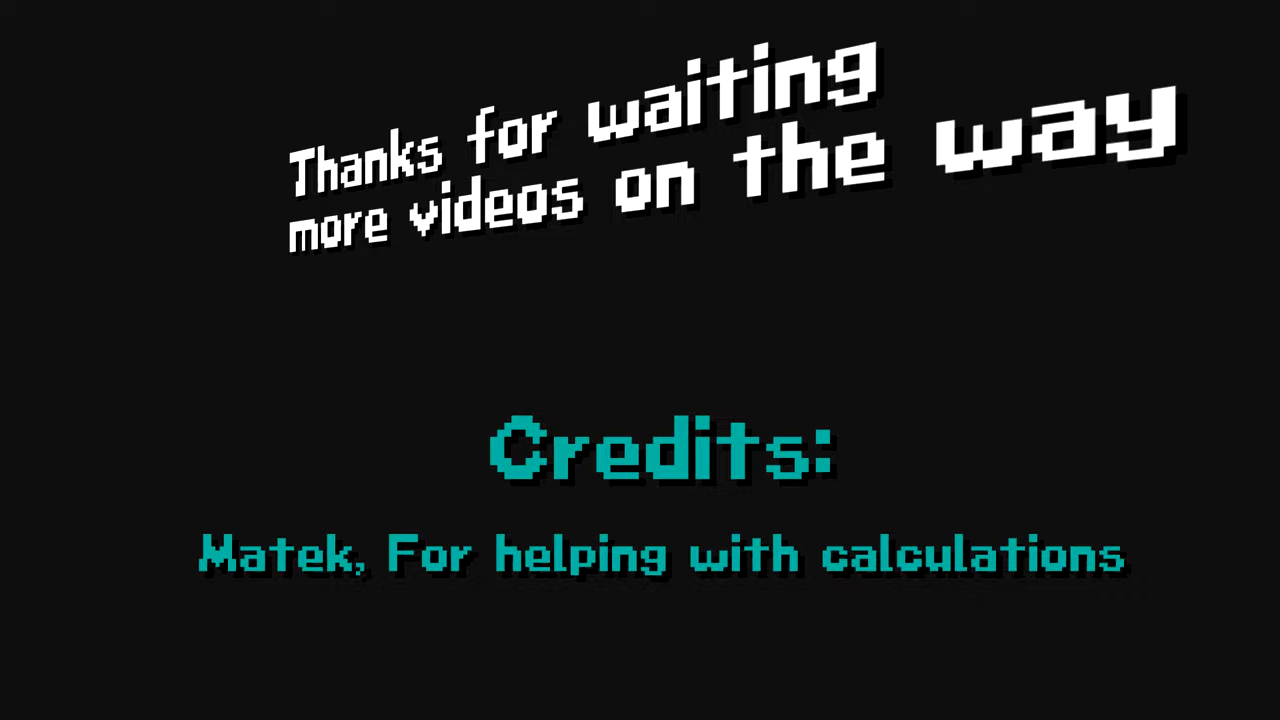 Thanks for waiting
more videos on the way
Credits:
Matek, For helping with calculations